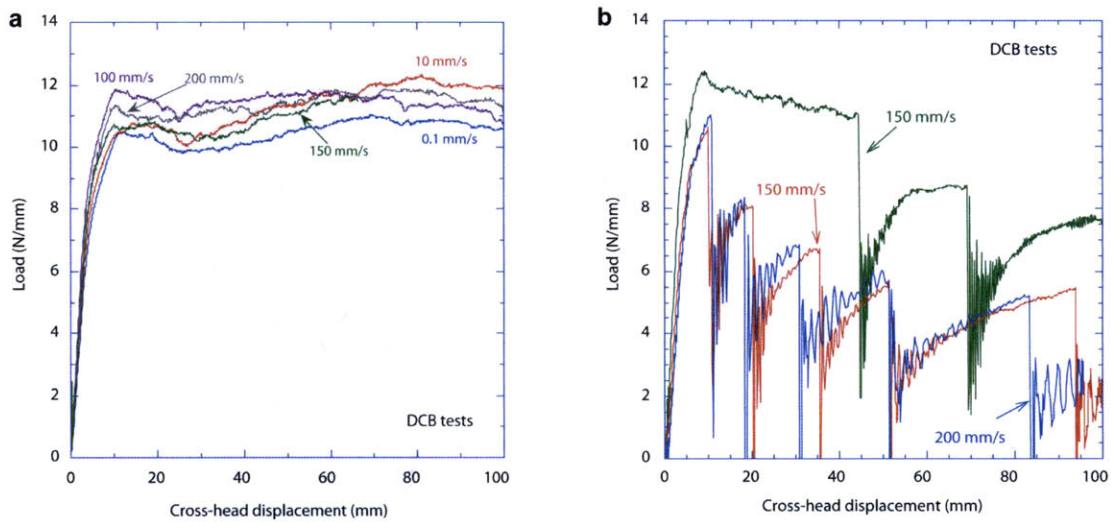 a
14
12
10
8
6
4
2
0
Load (N/mm)
100 mm/s
200 mm/s
10 mm/s
150 mm/s
0.1 mm/s
DCB tests
0
20
40
60
80
100
Cross-head displacement (mm)
b
14
12
10
8
6
4
2
0
Load (N/mm)
DCB tests
150 mm/s
150 mm/s
200 mm/s
0
20
40
60
80
100
Cross-head displacement (mm)